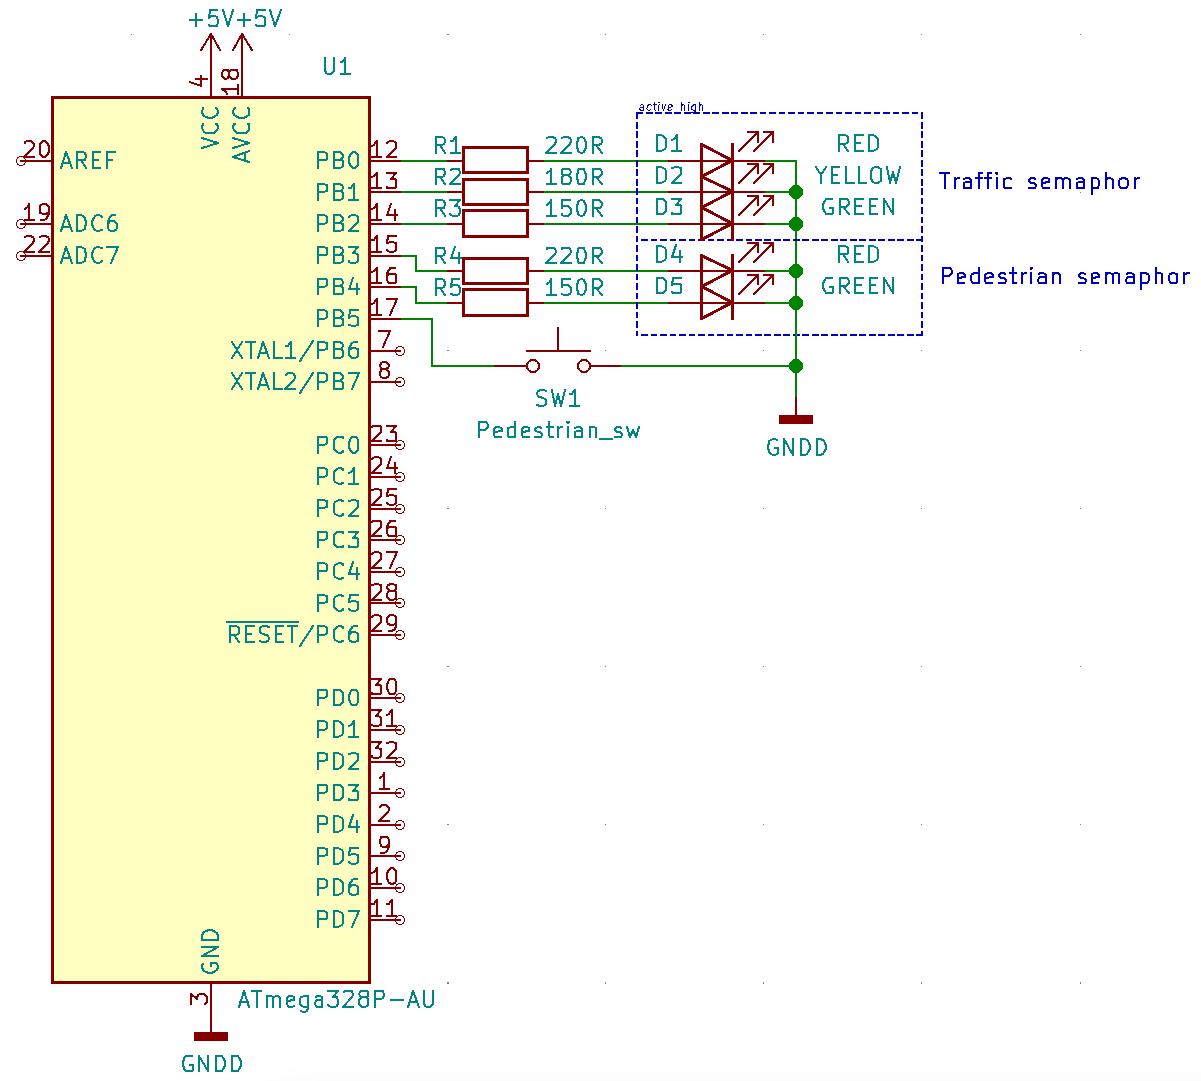 +5V +5V
4 18 U1
active high
VCC AVCC
20 AREF PB0 12 R1 220R D1 RED
PB1 13 R2 180R D2 YELLOW Traffic semaphor
19 ADC6 PB2 14 R3 150R D3 GREEN
22 ADC7 PB3 15 R4 220R D4 RED
PB4 16 R5 150R D5 GREEN Pedestrian semaphor
PB5 17
XTAL1/PB6 7
XTAL2/PB7 8
SW1
Pedestrian_sw
GNDD
PC0 23
PC1 24
PC2 25
PC3 26
PC4 27
PC5 28
RESET/PC6 29
PD0 30
PD1 31
PD2 32
PD3 1
PD4 2
PD5 9
PD6 10
PD7 11
GND
3 ATmega328P-AU
GNDD